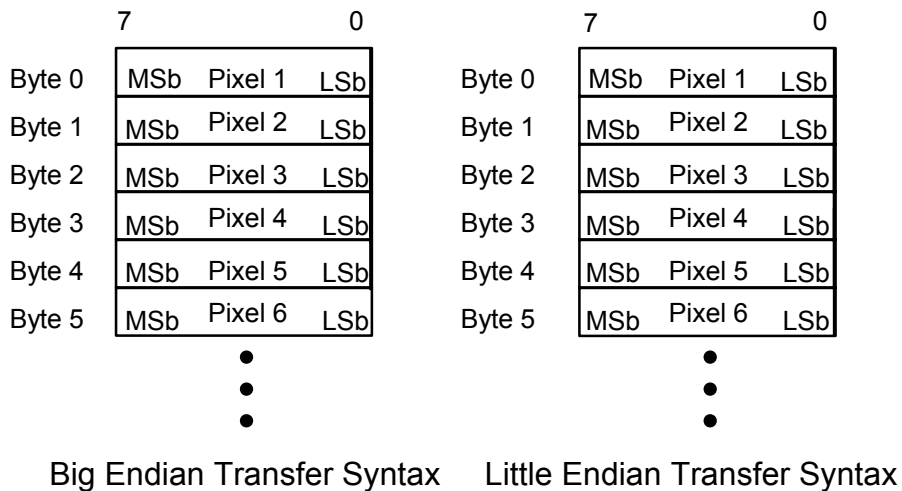 7 0 7 0
Byte 0 MSb Pixel 1 LSb Byte 0 MSb Pixel 1 LSb
Byte 1 MSb Pixel 2 LSb Byte 1 MSb Pixel 2 LSb
Byte 2 MSb Pixel 3 LSb Byte 2 MSb Pixel 3 LSb
Byte 3 MSb Pixel 4 LSb Byte 3 MSb Pixel 4 LSb
Byte 4 MSb Pixel 5 LSb Byte 4 MSb Pixel 5 LSb
Byte 5 MSb Pixel 6 LSb Byte 5 MSb Pixel 6 LSb
Big Endian Transfer Syntax Little Endian Transfer Syntax